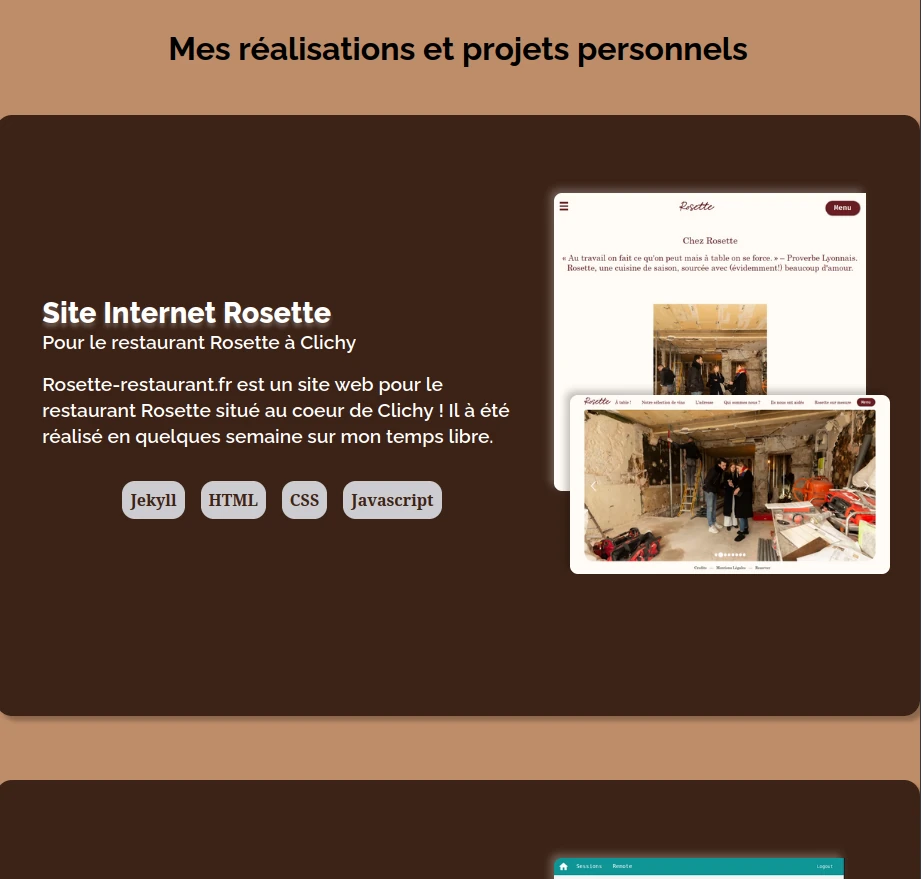 Mes réalisations et projets personnels
Site Internet Rosette
Pour le restaurant Rosette à Clichy
Rosette-restaurant.fr est un site web pour le
restaurant Rosette situé au coeur de Clichy ! Il à été
réalisé en quelques semaine sur mon temps libre.
Jekyll HTML CSS Javascript
Rosette Menu
Chez Rosette
« Au travail on fait ce qu'on peut mais à table on se force. » – Proverbe Lyonnais.
Rosette, une cuisine de saison, sourcée avec (évidemment!) beaucoup d'amour.
Rosette À table ! Notre sélection de vins L'adresse Qui sommes nous ? Ils nous ont aidés Rosette sur mesure Menu
Crédits — Mentions Légales — Reserver
Sessions Remote Logout